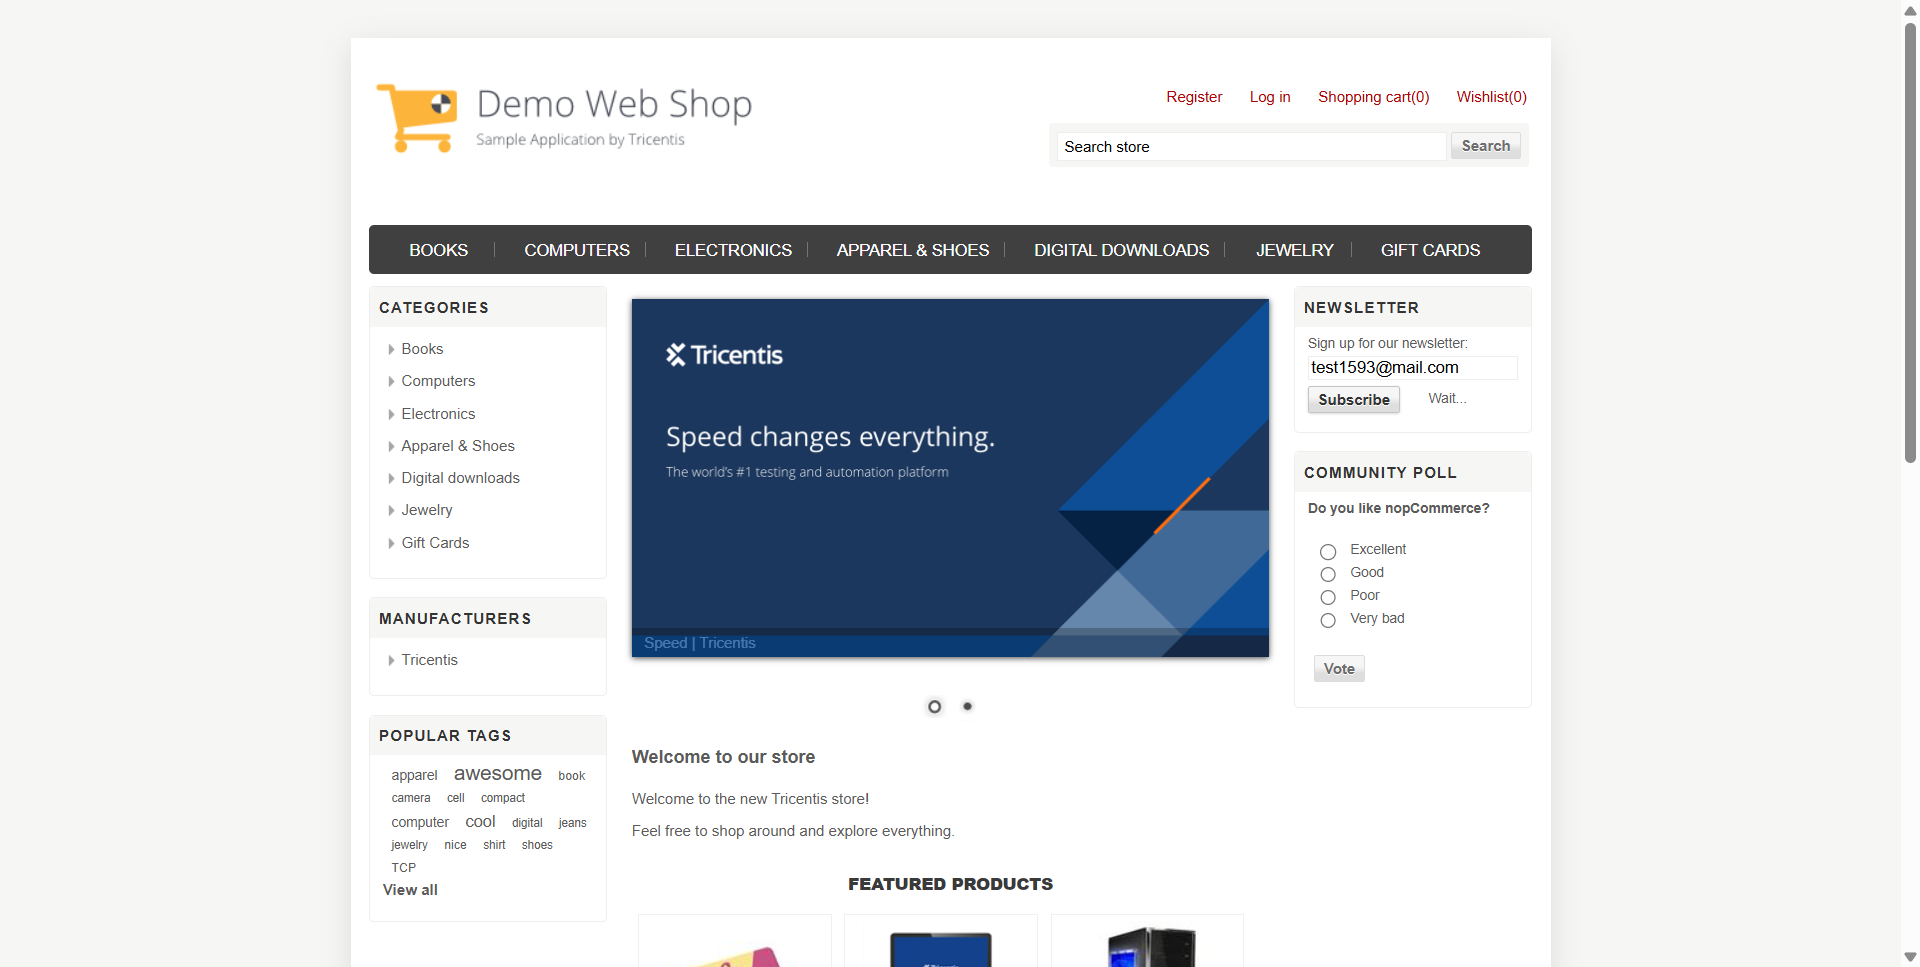 Demo Web Shop
Sample Application by Tricentis
Register Log in Shopping cart(0) Wishlist(0)
Search store Search
BOOKS COMPUTERS ELECTRONICS APPAREL & SHOES DIGITAL DOWNLOADS JEWELRY GIFT CARDS
CATEGORIES
Books
Computers
Electronics
Apparel & Shoes
Digital downloads
Jewelry
Gift Cards
MANUFACTURERS
Tricentis
POPULAR TAGS
apparel awesome book
camera cell compact
computer cool digital jeans
jewelry nice shirt shoes
TCP
View all
Tricentis
Speed changes everything.
The world's #1 testing and automation platform
Speed | Tricentis
Welcome to our store
Welcome to the new Tricentis store!
Feel free to shop around and explore everything.
FEATURED PRODUCTS
NEWSLETTER
Sign up for our newsletter:
test1593@mail.com
Subscribe Wait...
COMMUNITY POLL
Do you like nopCommerce?
Excellent
Good
Poor
Very bad
Vote